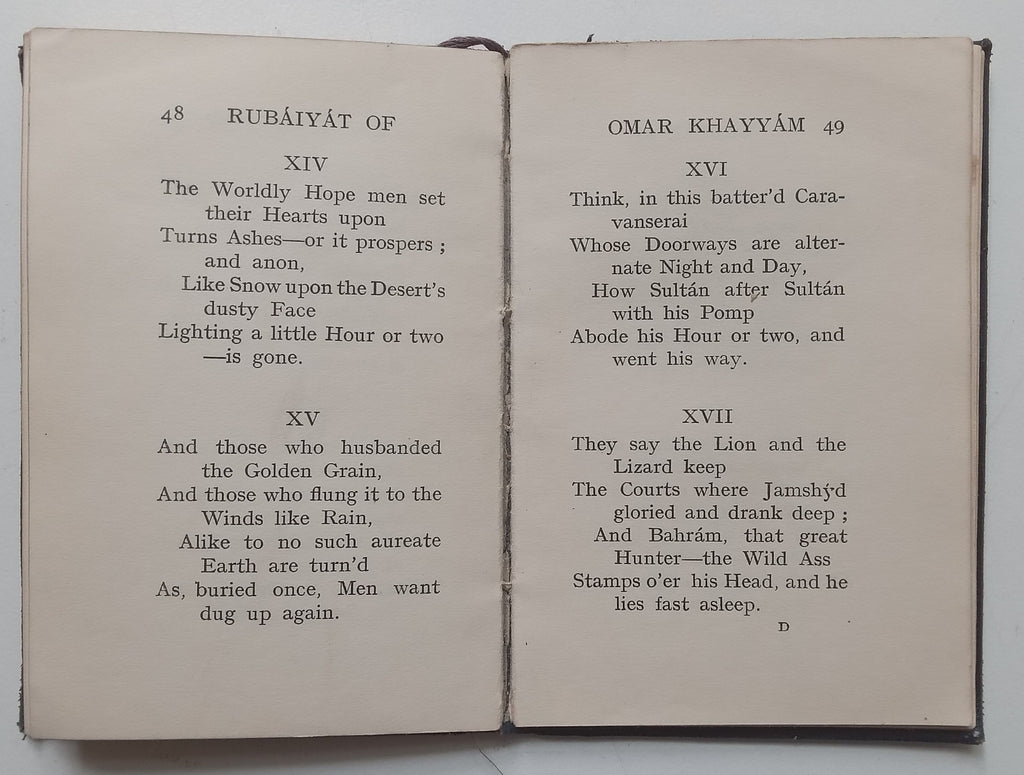 48 RUBÁIYÁT OF
XIV
The Worldly Hope men set
their Hearts upon
Turns Ashes—or it prospers ;
and anon,
Like Snow upon the Desert's
dusty Face
Lighting a little Hour or two
—is gone.
XV
And those who husbanded
the Golden Grain,
And those who flung it to the
Winds like Rain,
Alike to no such aureate
Earth are turn'd
As, buried once, Men want
dug up again.
OMAR KHAYYÁM 49
XVI
Think, in this batter'd Cara-
vanserai
Whose Doorways are alter-
nate Night and Day,
How Sultán after Sultán
with his Pomp
Abode his Hour or two, and
went his way.
XVII
They say the Lion and the
Lizard keep
The Courts where Jamshýd
gloried and drank deep ;
And Bahrám, that great
Hunter—the Wild Ass
Stamps o'er his Head, and he
lies fast asleep.
D